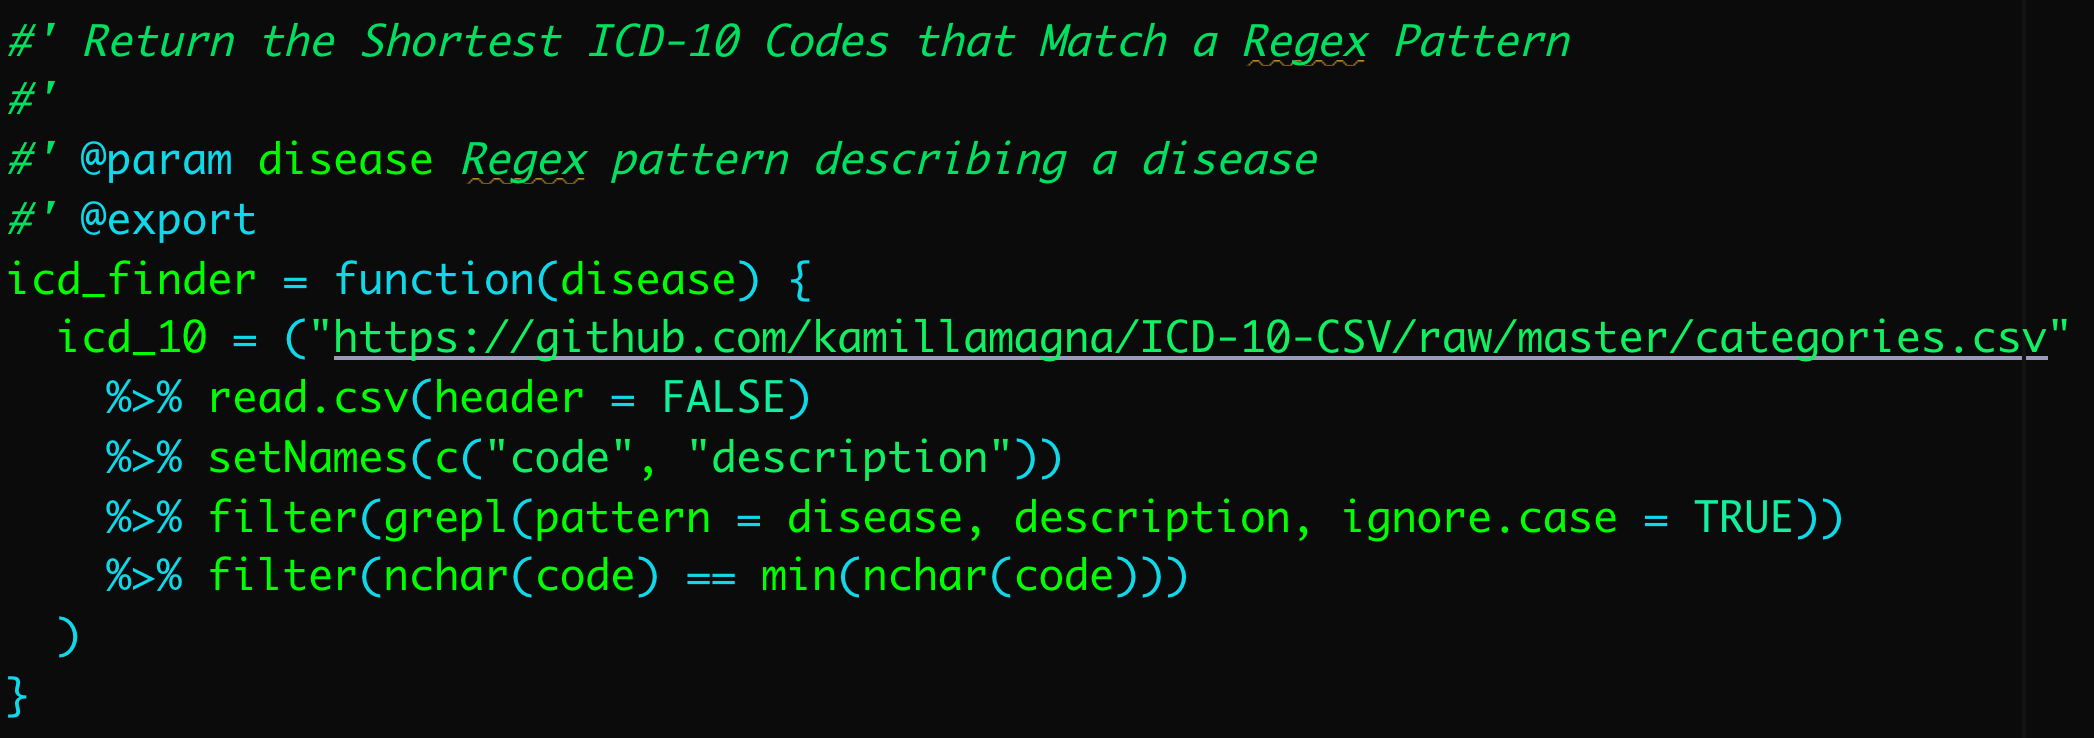 #' Return the Shortest ICD-10 Codes that Match a Regex Pattern
#'
#' @param disease Regex pattern describing a disease
#' @export
icd_finder = function(disease) {
  icd_10 = ("https://github.com/kamillamagna/ICD-10-CSV/raw/master/categories.csv"
    %>% read.csv(header = FALSE)
    %>% setNames(c("code", "description"))
    %>% filter(grepl(pattern = disease, description, ignore.case = TRUE))
    %>% filter(nchar(code) == min(nchar(code)))
  )
}